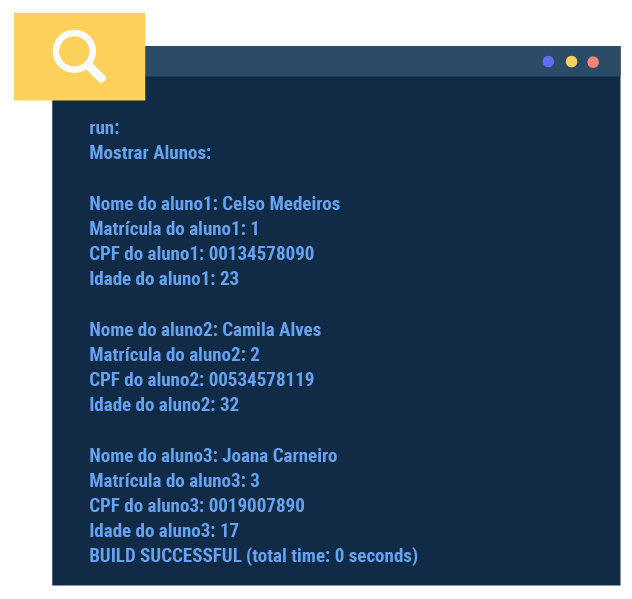 run:
Mostrar Alunos:
Nome do aluno1: Celso Medeiros
Matrícula do aluno1: 1
CPF do aluno1: 00134578090
Idade do aluno1: 23
Nome do aluno2: Camila Alves
Matrícula do aluno2: 2
CPF do aluno2: 00534578119
Idade do aluno2: 32
Nome do aluno3: Joana Carneiro
Matrícula do aluno3: 3
CPF do aluno3: 0019007890
Idade do aluno3: 17
BUILD SUCCESSFUL (total time: 0 seconds)